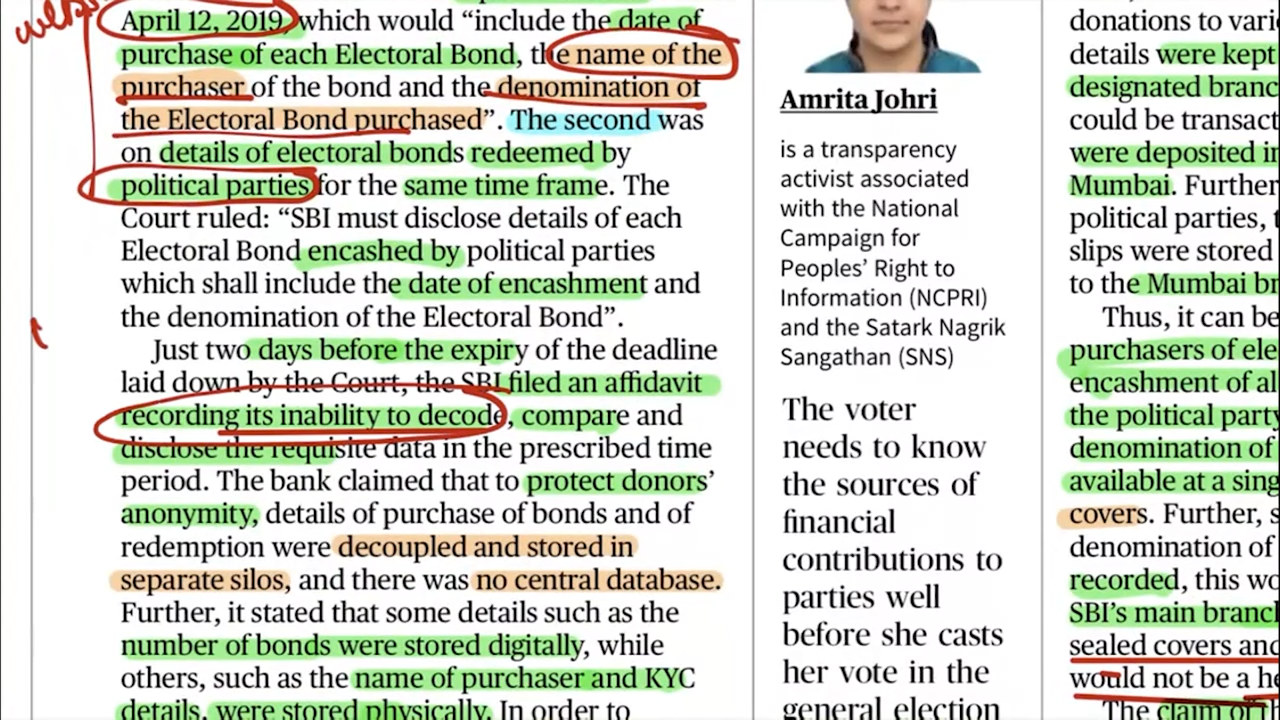 April 12, 2019, which would “include the date of
purchase of each Electoral Bond, the name of the
purchaser of the bond and the denomination of
the Electoral Bond purchased”. The second was
on details of electoral bonds redeemed by
political parties for the same time frame. The
Court ruled: “SBI must disclose details of each
Electoral Bond encashed by political parties
which shall include the date of encashment and
the denomination of the Electoral Bond”.
Just two days before the expiry of the deadline
laid down by the Court, the SBI filed an affidavit
recording its inability to decode, compare and
disclose the requisite data in the prescribed time
period. The bank claimed that to protect donors’
anonymity, details of purchase of bonds and of
redemption were decoupled and stored in
separate silos, and there was no central database.
Further, it stated that some details such as the
number of bonds were stored digitally, while
others, such as the name of purchaser and KYC
details, were stored physically. In order to
Amrita Johri
is a transparency
activist associated
with the National
Campaign for
Peoples’ Right to
Information (NCPRI)
and the Satark Nagrik
Sangathan (SNS)
The voter
needs to know
the sources of
financial
contributions to
parties well
before she casts
her vote in the
general election
donations to vari
details were kept
designated branc
could be transact
were deposited in
Mumbai. Further
political parties,
slips were stored
to the Mumbai br
Thus, it can be
purchasers of ele
encashment of al
the political party
denomination of
available at a sing
covers. Further, s
denomination of
recorded, this wo
SBI’s main branch
sealed covers and
would not be a he
The claim of